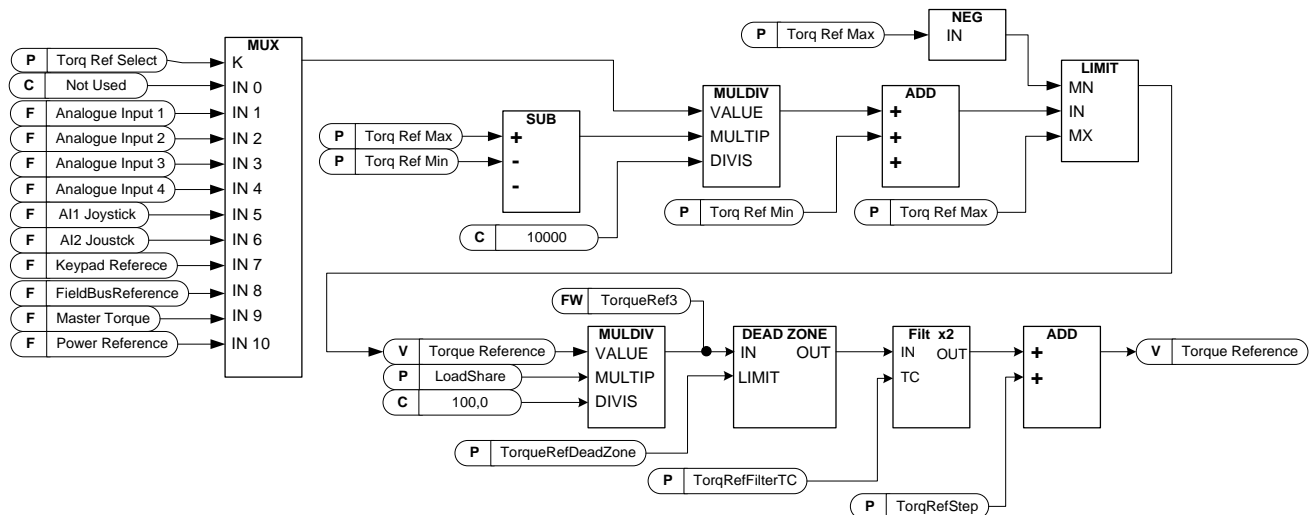 NEG
P Torq Ref Max
IN
MUX
P Torq Ref Select
K
C Not Used
IN 0
F Analogue Input 1
IN 1
F Analogue Input 2
IN 2
F Analogue Input 3
IN 3
F Analogue Input 4
IN 4
F AI1 Joystick
IN 5
F AI2 Joustck
IN 6
F Keypad Referece
IN 7
F FieldBusReference
IN 8
F Master Torque
IN 9
F Power Reference
IN 10
SUB
P Torq Ref Max
+
P Torq Ref Min
-
-
C 10000
MULDIV
VALUE
MULTIP
DIVIS
ADD
+
+
+
P Torq Ref Min
P Torq Ref Max
LIMIT
MN
IN
MX
FW TorqueRef3
V Torque Reference
P LoadShare
C 100,0
MULDIV
VALUE
MULTIP
DIVIS
DEAD ZONE
IN OUT
LIMIT
Filt x2
IN OUT
TC
ADD
+
+
V Torque Reference
P TorqueRefDeadZone
P TorqRefFilterTC
P TorqRefStep